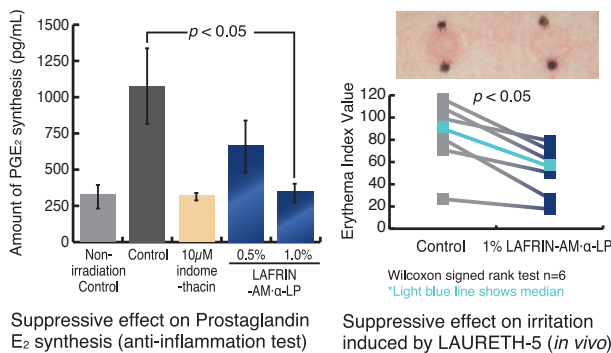 Amount of PGE₂ synthesis (pg/mL)
1500
1250
1000
750
500
250
0
p < 0.05
Non-
irradiation
Control
Control
10μM
indome
-thacin
0.5%
1.0%
LAFRIN
-AM·α-LP
Suppressive effect on Prostaglandin
E₂ synthesis (anti-inflammation test)
Erythema Index Value
120
100
80
60
40
20
0
p < 0.05
Control
1% LAFRIN-AM·α-LP
Wilcoxon signed rank test n=6
*Light blue line shows median
Suppressive effect on irritation
induced by LAURETH-5 (in vivo)